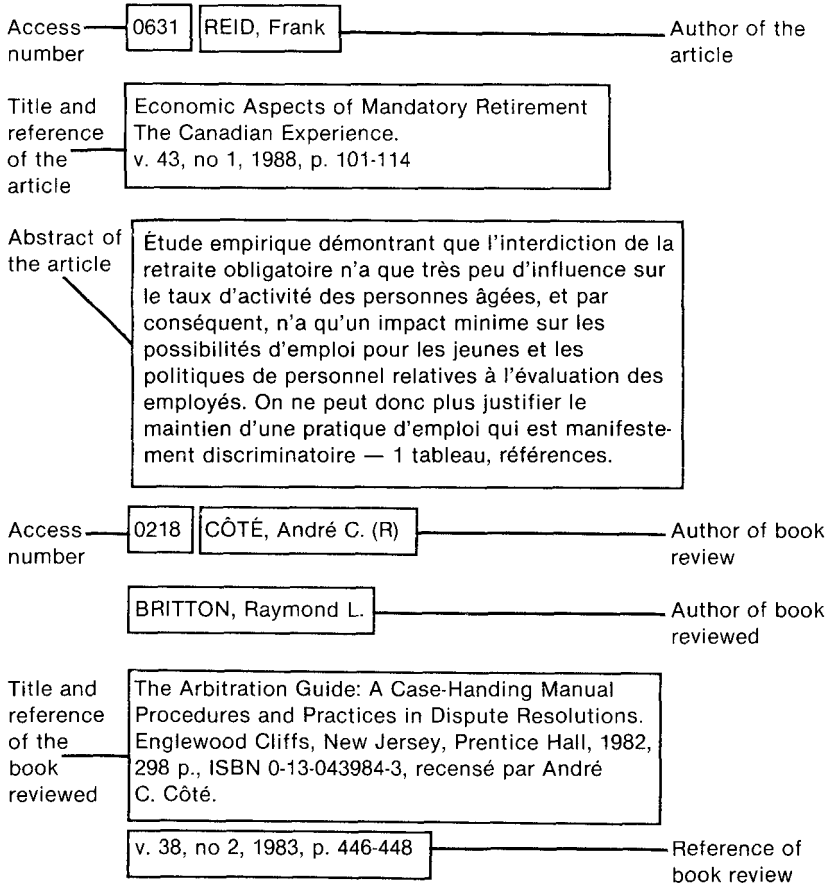 Access number
0631
REID, Frank
Author of the article
Title and reference of the article
Economic Aspects of Mandatory Retirement
The Canadian Experience.
v. 43, no 1, 1988, p. 101-114
Abstract of the article
Étude empirique démontrant que l'interdiction de la
retraite obligatoire n'a que très peu d'influence sur
le taux d'activité des personnes âgées, et par
conséquent, n'a qu'un impact minime sur les
possibilités d'emploi pour les jeunes et les
politiques de personnel relatives à l'évaluation des
employés. On ne peut donc plus justifier le
maintien d'une pratique d'emploi qui est manifeste-
ment discriminatoire — 1 tableau, références.
Access number
0218
CÔTÉ, André C. (R)
Author of book review
BRITTON, Raymond L.
Author of book reviewed
Title and reference of the book reviewed
The Arbitration Guide: A Case-Handing Manual
Procedures and Practices in Dispute Resolutions.
Englewood Cliffs, New Jersey, Prentice Hall, 1982,
298 p., ISBN 0-13-043984-3, recensé par André
C. Côté.
v. 38, no 2, 1983, p. 446-448
Reference of book review